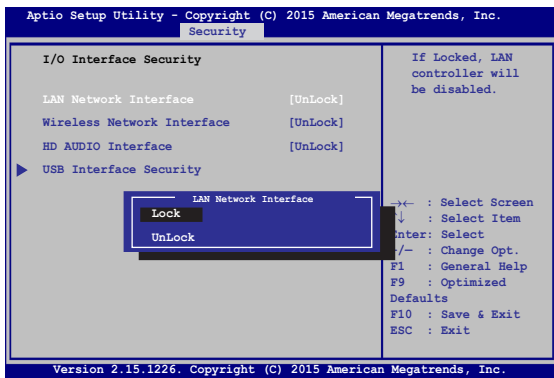 Aptio Setup Utility - Copyright (C) 2015 American Megatrends, Inc.
Security
I/O Interface Security
LAN Network Interface [UnLock]
Wireless Network Interface [UnLock]
HD AUDIO Interface [UnLock]
USB Interface Security
LAN Network Interface
Lock
UnLock
If Locked, LAN
controller will
be disabled.
→← : Select Screen
↓ : Select Item
Enter: Select
/— : Change Opt.
F1 : General Help
F9 : Optimized
Defaults
F10 : Save & Exit
ESC : Exit
Version 2.15.1226. Copyright (C) 2015 American Megatrends, Inc.